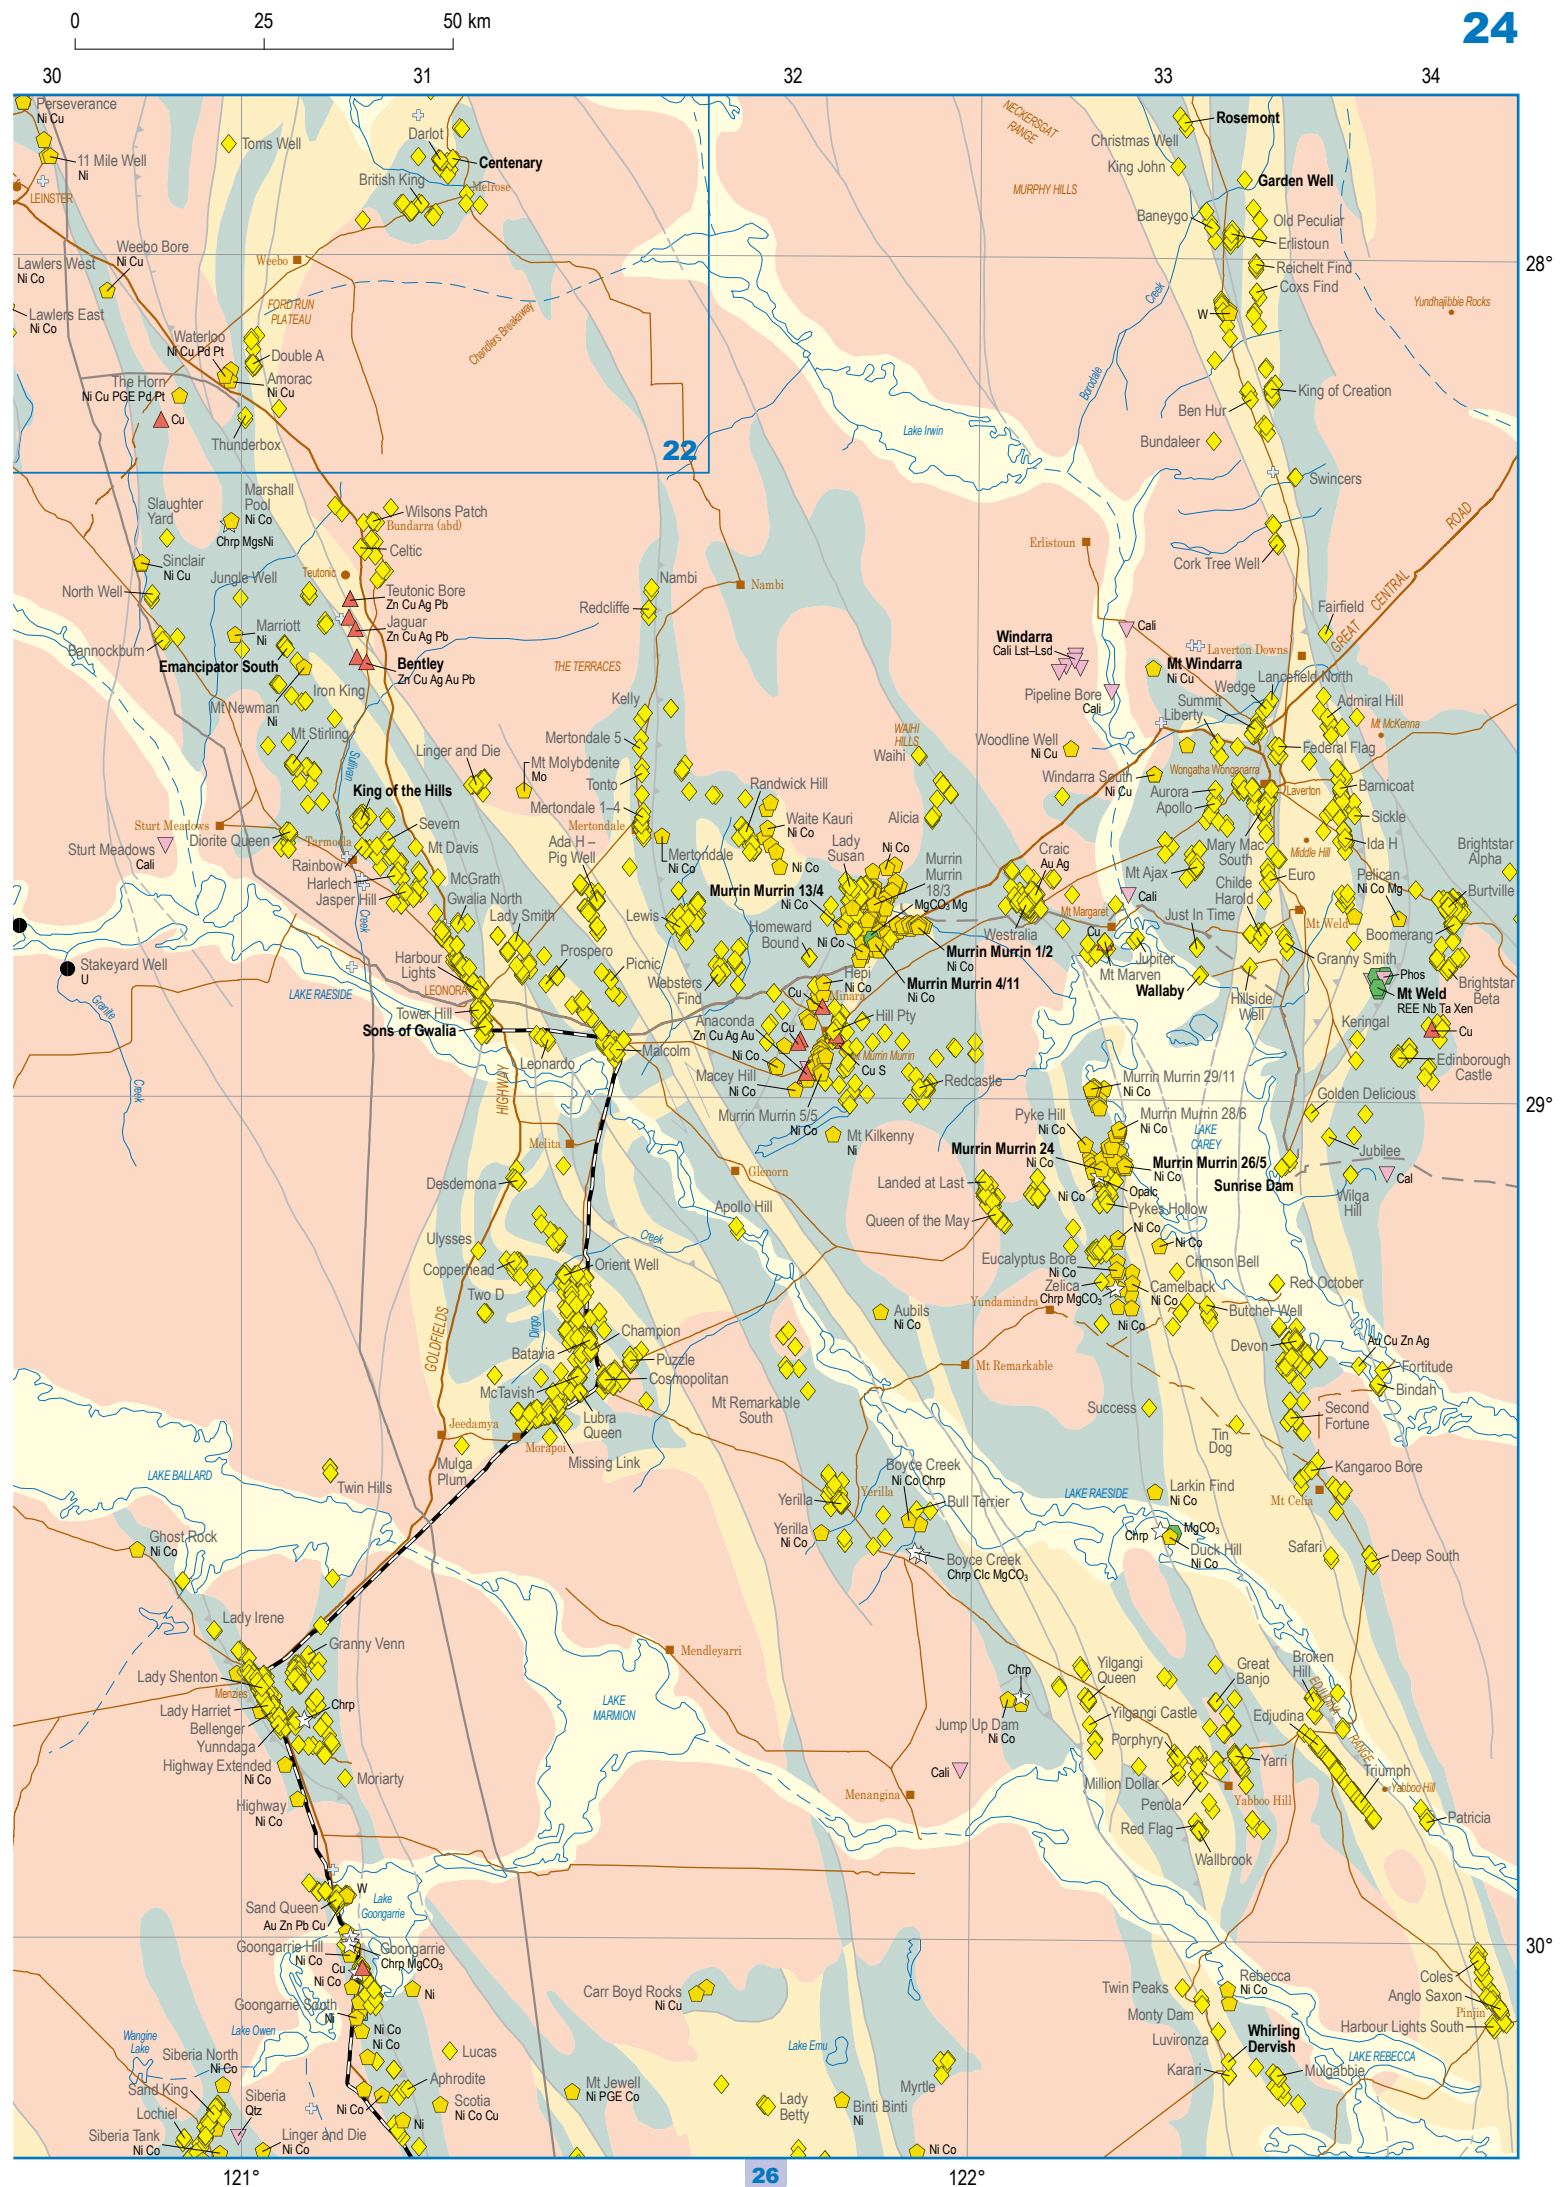 0 25 50 km
24
30 31 32 33 34
Perseverance
Ni Cu
11 Mile Well
Ni
LEINSTER
Toms Well
Darlot
Centenary
British King
Melrose
NECKERSGAT
RANGE
MURPHY HILLS
Christmas Well
Rosemont
King John
Garden Well
Baneygo
Old Peculiar
Erlistoun
Reichelt Find
Coxs Find
W
28°
Weebo Bore
Ni Cu
Lawlers West
Ni Co
Lawlers East
Ni Co
Weebo
FORD RUN
PLATEAU
Chandlers Breakaway
Waterloo
Ni Cu Pd Pt
Double A
Amorac
Ni Cu
The Horn
Ni Cu PGE Pd Pt
Cu
Thunderbox
22
Creek
Borodale
Lake Irwin
Yundhajibbie Rocks
King of Creation
Ben Hur
Bundaleer
Swincers
Cork Tree Well
Slaughter
Yard
Marshall
Pool
Ni Co
Chrp MgsNi
Wilsons Patch
Bundarra (abd)
Celtic
Sinclair
Ni Cu
Jungle Well
Teutonic
North Well
Teutonic Bore
Zn Cu Ag Pb
Jaguar
Zn Cu Ag Pb
Marriott
Ni
Bannockburn
Emancipator South
Bentley
Zn Cu Ag Au Pb
Iron King
Mt Newman
Ni
Mt Stirling
Sullivan
Creek
Nambi
Nambi
Redcliffe
THE TERRACES
Kelly
Mertondale 5
Tonto
Mertondale 1–4
Mertondale
Mertondale
Ni Co
Linger and Die
Mt Molybdenite
Mo
Erlistoun
ROAD
CENTRAL
GREAT
Fairfield
Cali
Windarra
Cali Lst–Lsd
Laverton Downs
Mt Windarra
Ni Cu
Pipeline Bore
Cali
Lancefield North
Wedge
Summit
Liberty
Admiral Hill
Mt McKenna
Federal Flag
WAIHI
HILLS
Waihi
Woodline Well
Ni Cu
Windarra South
Ni Cu
Wongatha Wonganarra
Laverton
Aurora
Apollo
Barnicoat
Sickle
Ida H
Middle Hill
Randwick Hill
Waite Kauri
Ni Co
Alicia
Lady
Susan
Ni Co
Murrin
Murrin
18/3
MgCO₃ Mg
Craic
Au Ag
Mary Mac
South
Mt Ajax
Euro
Childe
Harold
Pelican
Ni Co Mg
Brightstar
Alpha
Burtville
King of the Hills
Severn
Sturt Meadows
Diorite Queen
Tarmoola
Sturt Meadows
Cali
Rainbow
Mt Davis
Harlech
Jasper Hill
McGrath
Gwalia North
Ada H –
Pig Well
Lady Smith
Lewis
Murrin Murrin 13/4
Ni Co
Homeward
Bound
Ni Co
Westralia
Murrin Murrin 1/2
Ni Co
Murrin Murrin 4/11
Ni Co
Mt Margaret
Cali
Cu
Jupiter
Mt Marven
Wallaby
Just In Time
Mt Weld
Boomerang
Granny Smith
Hillside
Well
Phos
Mt Weld
REE Nb Ta Xen
Brightstar
Beta
Cu
Keringal
Edinborough
Castle
Golden Delicious
Jubilee
Stakeyard Well
U
Granite
Creek
LAKE RAESIDE
Harbour
Lights
LEONORA
Tower Hill
Sons of Gwalia
Leonardo
Prospero
Picnic
Malcolm
Websters
Find
Hepi
Ni Co
Cu
Minara
Hill Pty
Anaconda
Zn Cu Ag Au
Cu
Ni Co
Murrin Murrin
Cu S
Macey Hill
Ni Co
Redcastle
Murrin Murrin 5/5
Ni Co
Mt Kilkenny
Ni
Murrin Murrin 29/11
Ni Co
29°
Pyke Hill
Ni Co
Murrin Murrin 28/6
Ni Co
LAKE
CAREY
Murrin Murrin 24
Ni Co
Murrin Murrin 26/5
Ni Co
Sunrise Dam
Ni Co
Opalc
Pykes Hollow
Cal
Wilga
Hill
HIGHWAY
Melita
Glenorn
Desdemona
Apollo Hill
Landed at Last
Queen of the May
Ni Co
Ni Co
Eucalyptus Bore
Ni Co
Crimson Bell
Zelica
Chrp MgCO₃
Camelback
Ni Co
Red October
Butcher Well
Ni Co
Yundamindra
Ulysses
Copperhead
Orient Well
Creek
Two D
Dingo
Champion
Batavia
Puzzle
Cosmopolitan
McTavish
Lubra
Queen
GOLDFIELDS
Jeedamya
Morapoi
Missing Link
Mulga
Plum
Aubils
Ni Co
Mt Remarkable
Mt Remarkable
South
Devon
Au Cu Zn Ag
Fortitude
Bindah
Second
Fortune
Success
Tin
Dog
Kangaroo Bore
Mt Celia
LAKE BALLARD
Twin Hills
Boyce Creek
Ni Co Chrp
Bull Terrier
Yerilla
Yerilla
Yerilla
Ni Co
Boyce Creek
Chrp Clc MgCO₃
LAKE RAESIDE
Larkin Find
Ni Co
Chrp
MgCO₃
Duck Hill
Ni Co
Safari
Deep South
Ghost Rock
Ni Co
Lady Irene
Granny Venn
Lady Shenton
Menzies
Lady Harriet
Chrp
Bellenger
Yunndaga
Highway Extended
Ni Co
Moriarty
Highway
Ni Co
Mendleyarri
LAKE
MARMION
Chrp
Jump Up Dam
Ni Co
Cali
Menangina
Yilgangi
Queen
Yilgangi Castle
Great
Banjo
Broken
Hill
EDJUDINA
RANGE
Edjudina
Porphyry
Million Dollar
Yarri
Penola
Yabboo Hill
Red Flag
Wallbrook
Triumph
Yabboo Hill
Patricia
W
Sand Queen
Au Zn Pb Cu
Lake
Goongarrie
Goongarrie Hill
Ni Co
Goongarrie
Chrp MgCO₃
Cu
Ni Co
Ni
Goongarrie South
Ni
Ni Co
Ni Co
30°
Carr Boyd Rocks
Ni Cu
Twin Peaks
Rebecca
Ni Co
Monty Dam
Luvironza
Whirling
Dervish
Karari
Mugabbie
Coles
Anglo Saxon
Pinjin
Harbour Lights South
LAKE REBECCA
Wangine
Lake
Lake Owen
Siberia North
Ni Co
Sand King
Siberia
Qtz
Lochiel
Siberia Tank
Ni Co
Linger and Die
Ni Co
Lucas
Aphrodite
Scotia
Ni Co Cu
Ni Co
Ni
Mt Jewell
Ni PGE Co
Lake Emu
Lady
Betty
Binti Binti
Ni
Myrtle
Ni Co
121°
26
122°